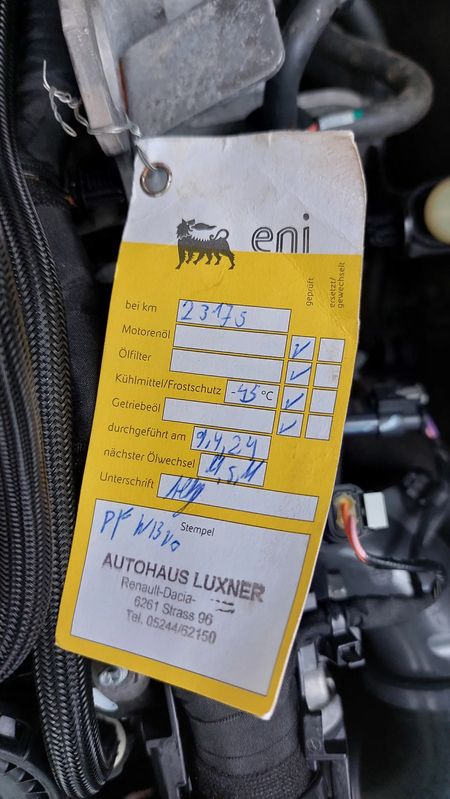 eni
geprüft
ersetzt/
gewechselt
bei km 23175
Motorenöl
Ölfilter
Kühlmittel/Frostschutz -45 °C
Getriebeöl
durchgeführt am 9.4.24
nächster Ölwechsel
Unterschrift
Stempel
AUTOHAUS LUXNER
Renault-Dacia-
6261 Strass 96
Tel. 05244/62150